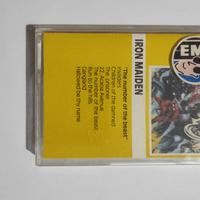 EM
IRON MAIDEN
"The number of the beast"
Invaders
Children of the damned
The prisoner
22, Acacia Avenue
The number of the beast
Run to the hills
Gangland
Hallowed be thy name